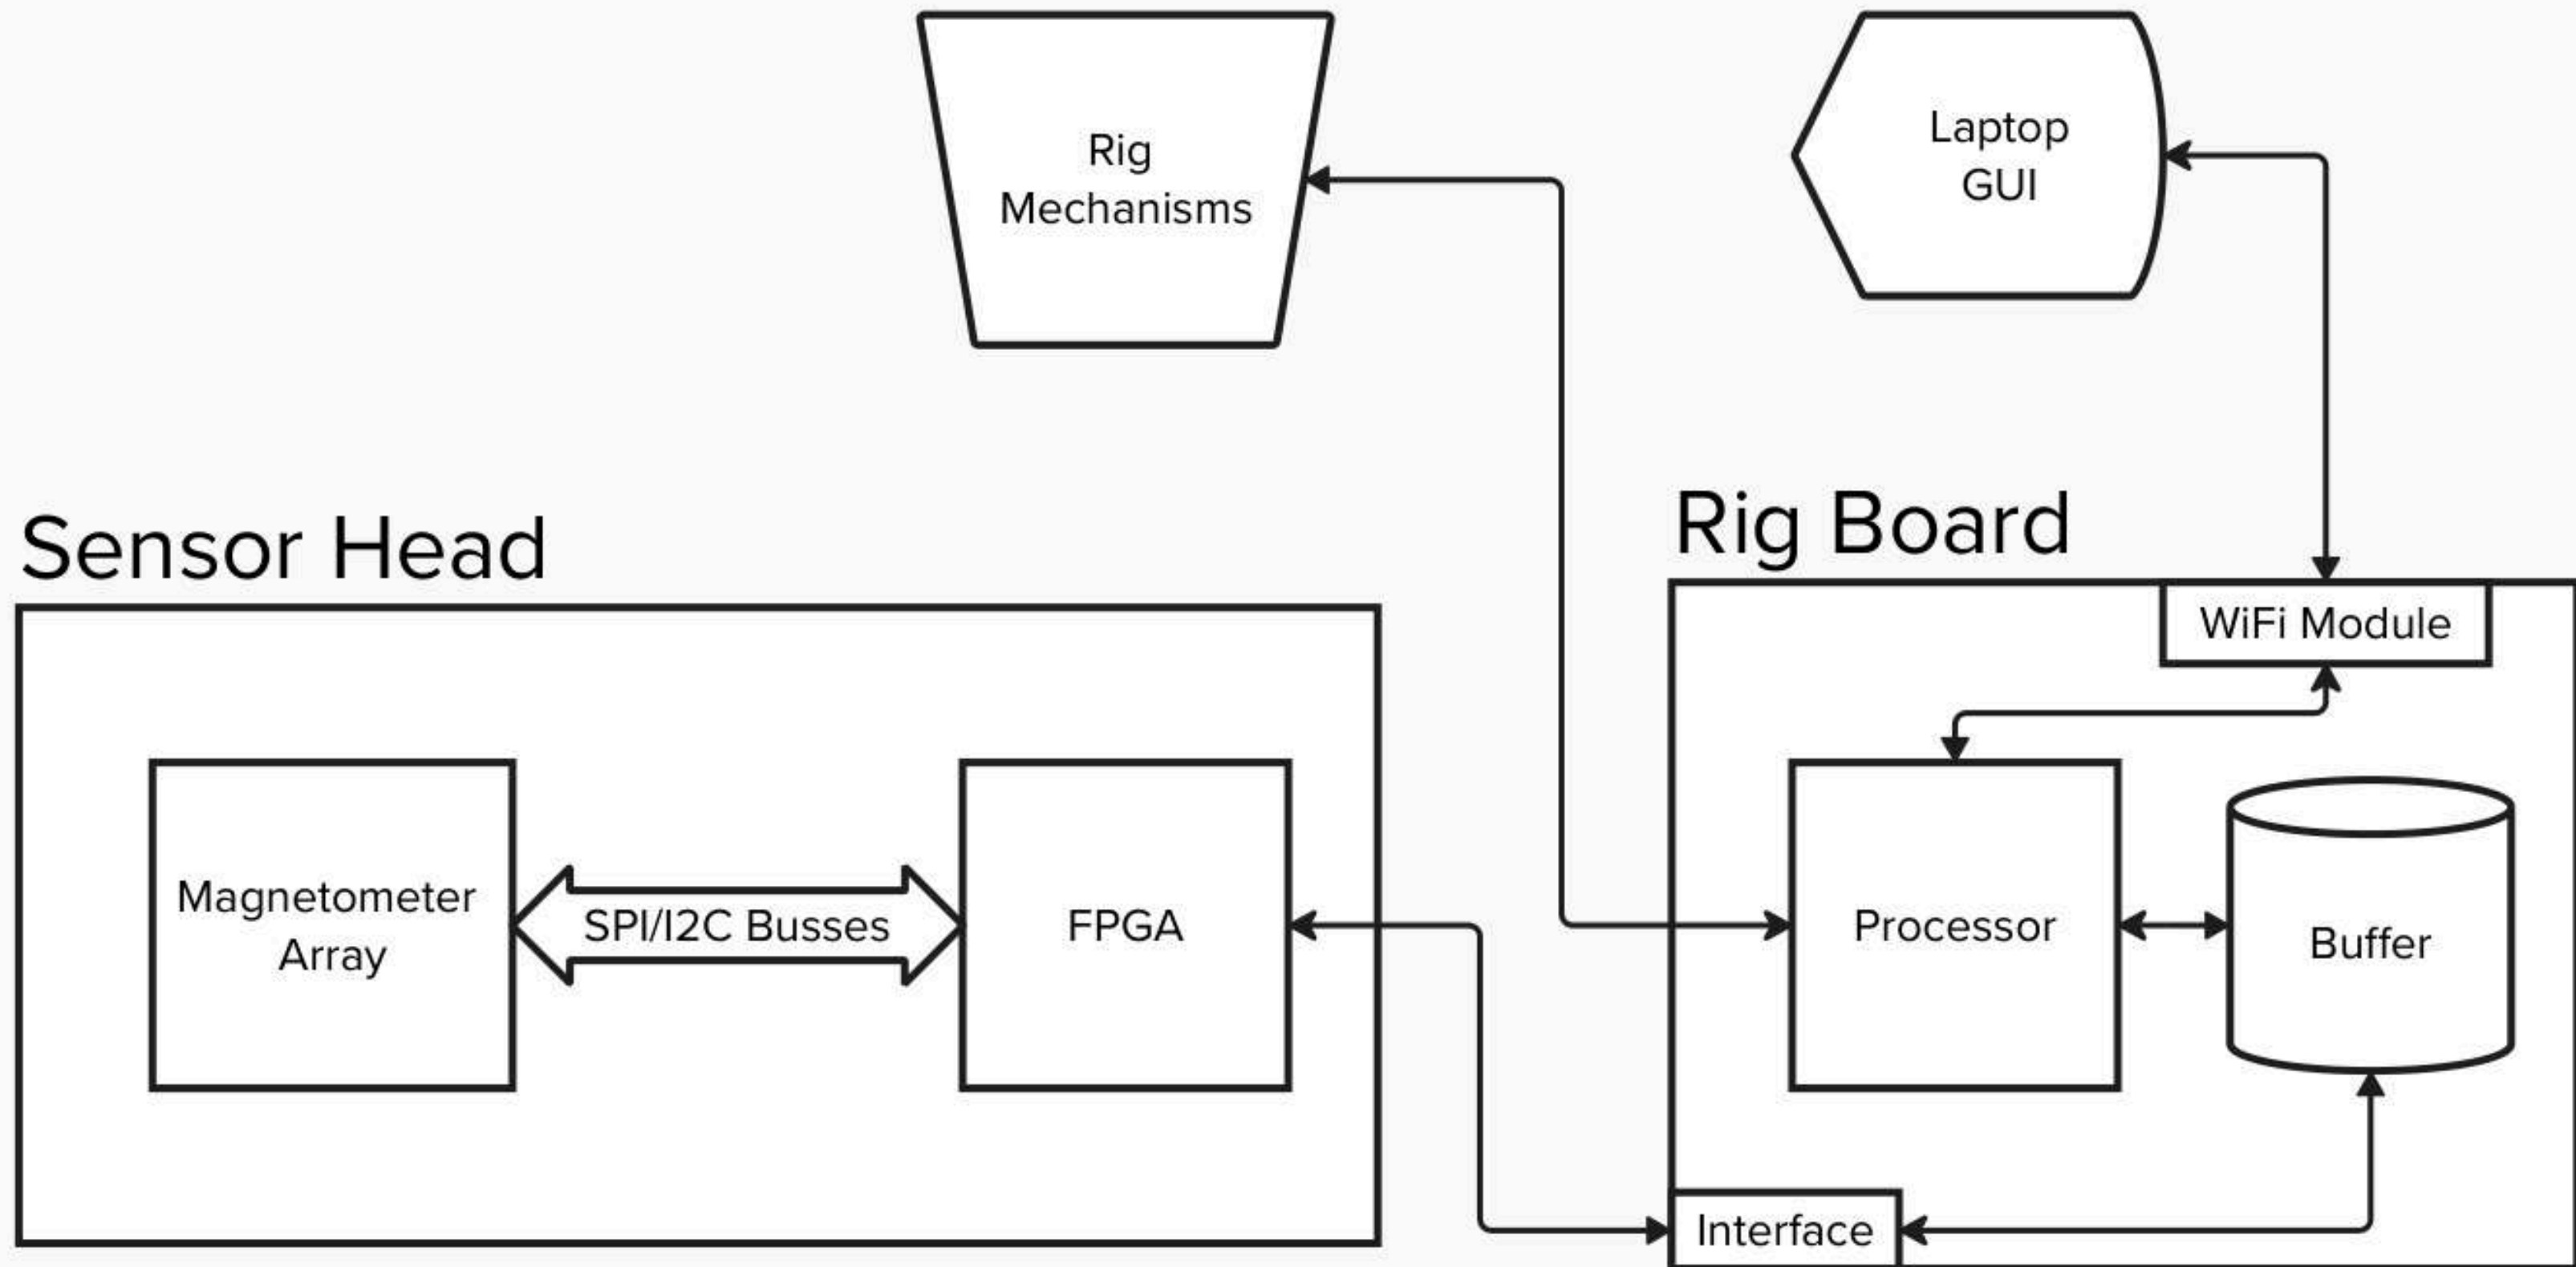 Rig
Mechanisms
Laptop
GUI
Sensor Head
Rig Board
WiFi Module
Magnetometer
Array
SPI/I2C Busses
FPGA
Processor
Buffer
Interface